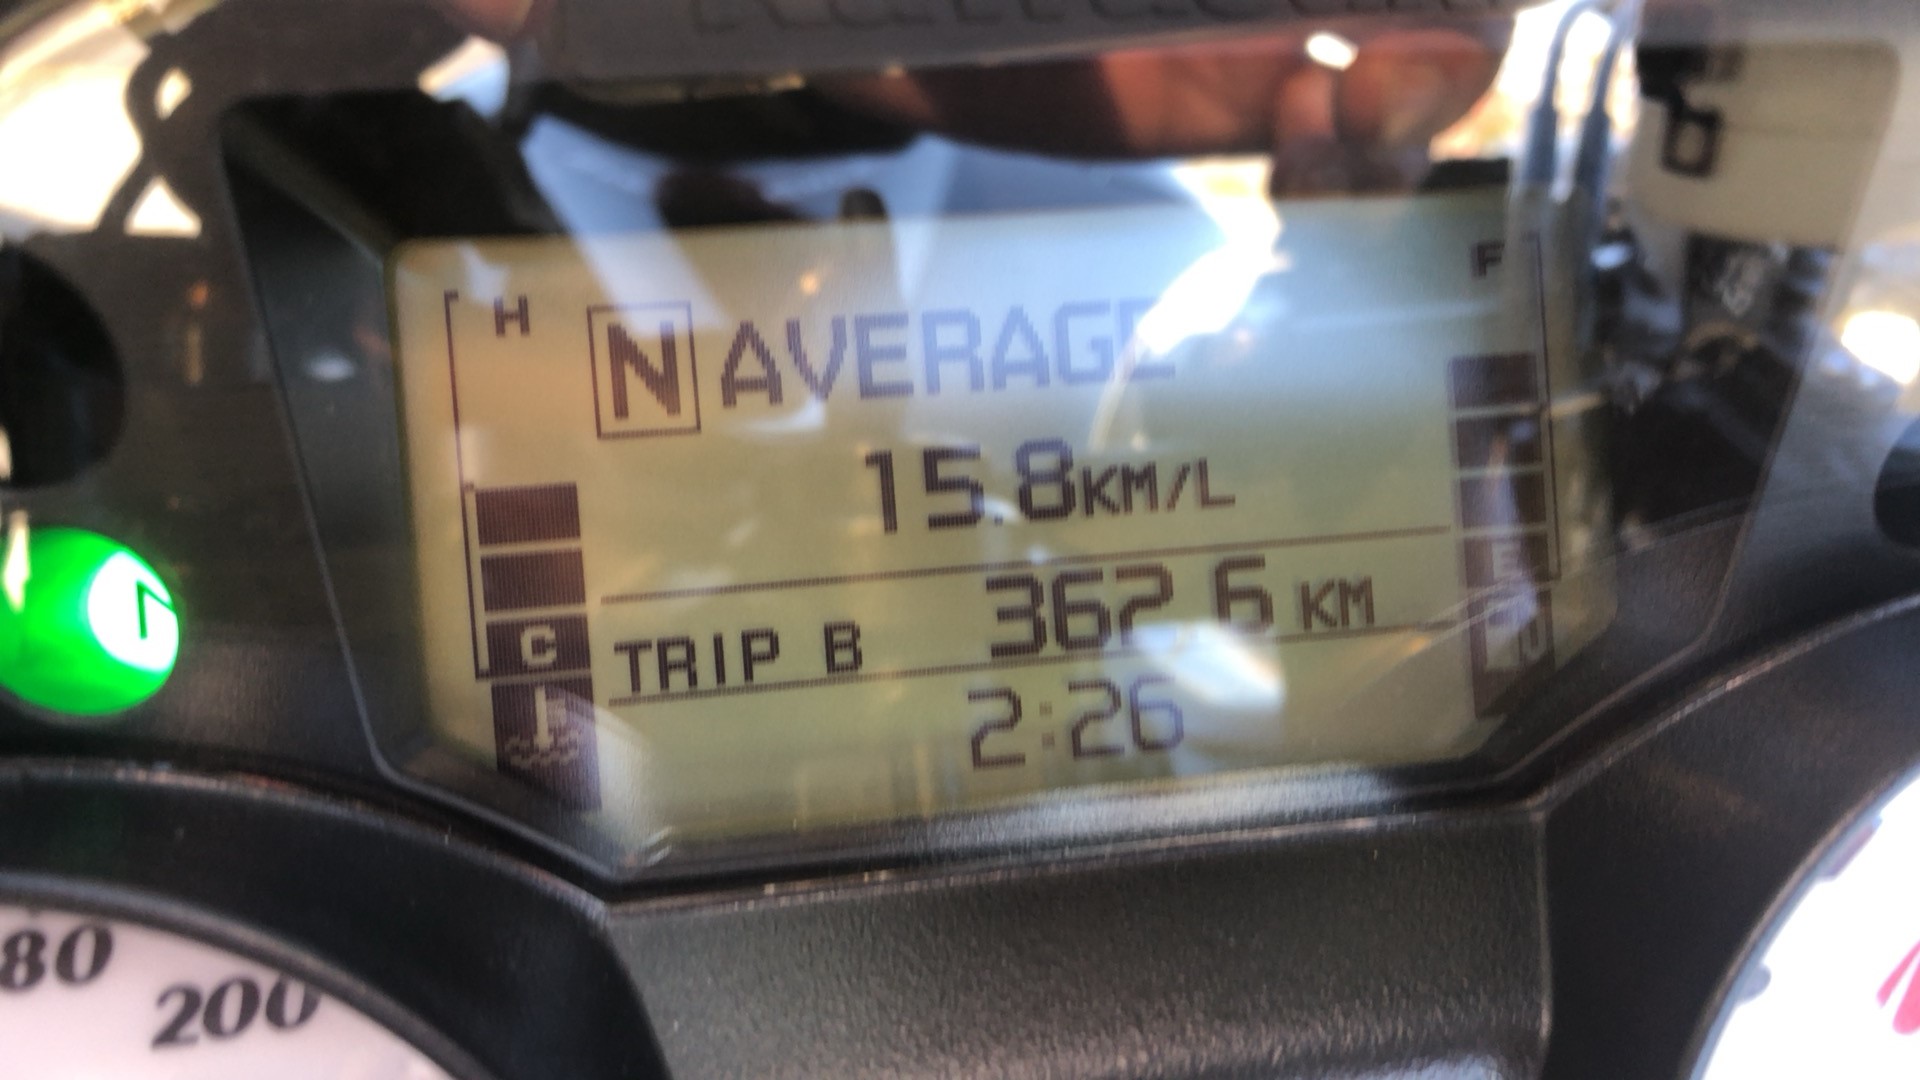 H
F
N AVERAGE
15.8KM/L
E
TRIP B 362.6 KM
C
2:26
80
200